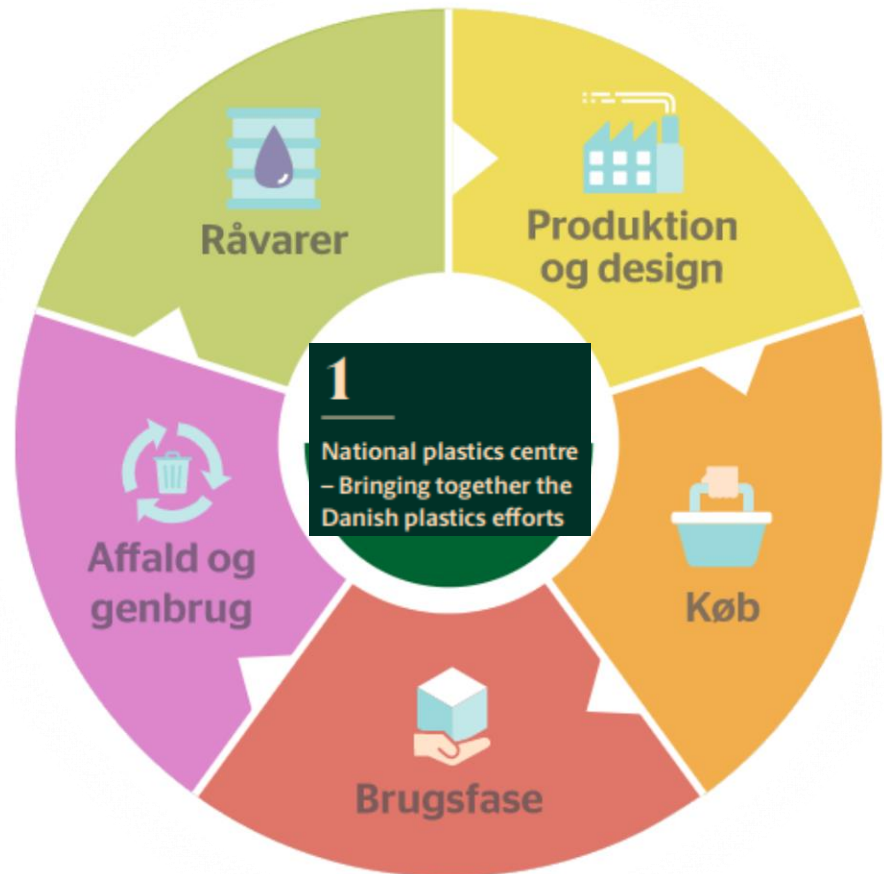 Råvarer
Produktion
og design
1
National plastics centre
– Bringing together the
Danish plastics efforts
Affald og
genbrug
Køb
Brugsfase